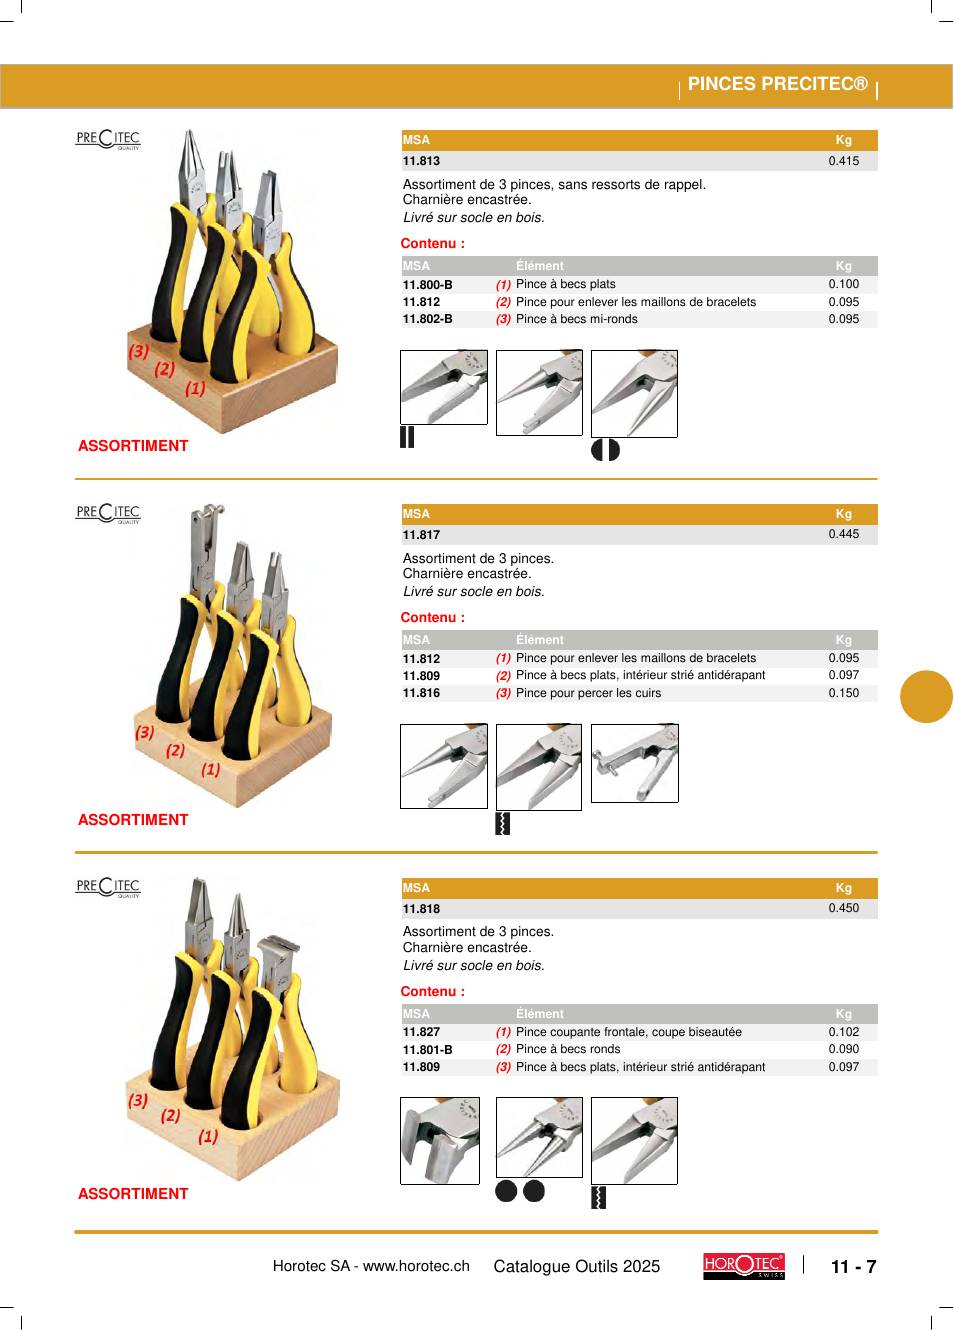 PINCES PRECITEC®
PRECITEC
QUALITY
MSA Kg
11.813 0.415
Assortiment de 3 pinces, sans ressorts de rappel.
Charnière encastrée.
Livré sur socle en bois.
Contenu :
MSA Élément Kg
11.800-B (1) Pince à becs plats 0.100
11.812 (2) Pince pour enlever les maillons de bracelets 0.095
11.802-B (3) Pince à becs mi-ronds 0.095
(3)
(2)
(1)
ASSORTIMENT
PRECITEC
QUALITY
MSA Kg
11.817 0.445
Assortiment de 3 pinces.
Charnière encastrée.
Livré sur socle en bois.
Contenu :
MSA Élément Kg
11.812 (1) Pince pour enlever les maillons de bracelets 0.095
11.809 (2) Pince à becs plats, intérieur strié antidérapant 0.097
11.816 (3) Pince pour percer les cuirs 0.150
(3)
(2)
(1)
ASSORTIMENT
PRECITEC
QUALITY
MSA Kg
11.818 0.450
Assortiment de 3 pinces.
Charnière encastrée.
Livré sur socle en bois.
Contenu :
MSA Élément Kg
11.827 (1) Pince coupante frontale, coupe biseautée 0.102
11.801-B (2) Pince à becs ronds 0.090
11.809 (3) Pince à becs plats, intérieur strié antidérapant 0.097
(3)
(2)
(1)
ASSORTIMENT
Horotec SA - www.horotec.ch Catalogue Outils 2025 HOROTEC® SWISS 11 - 7